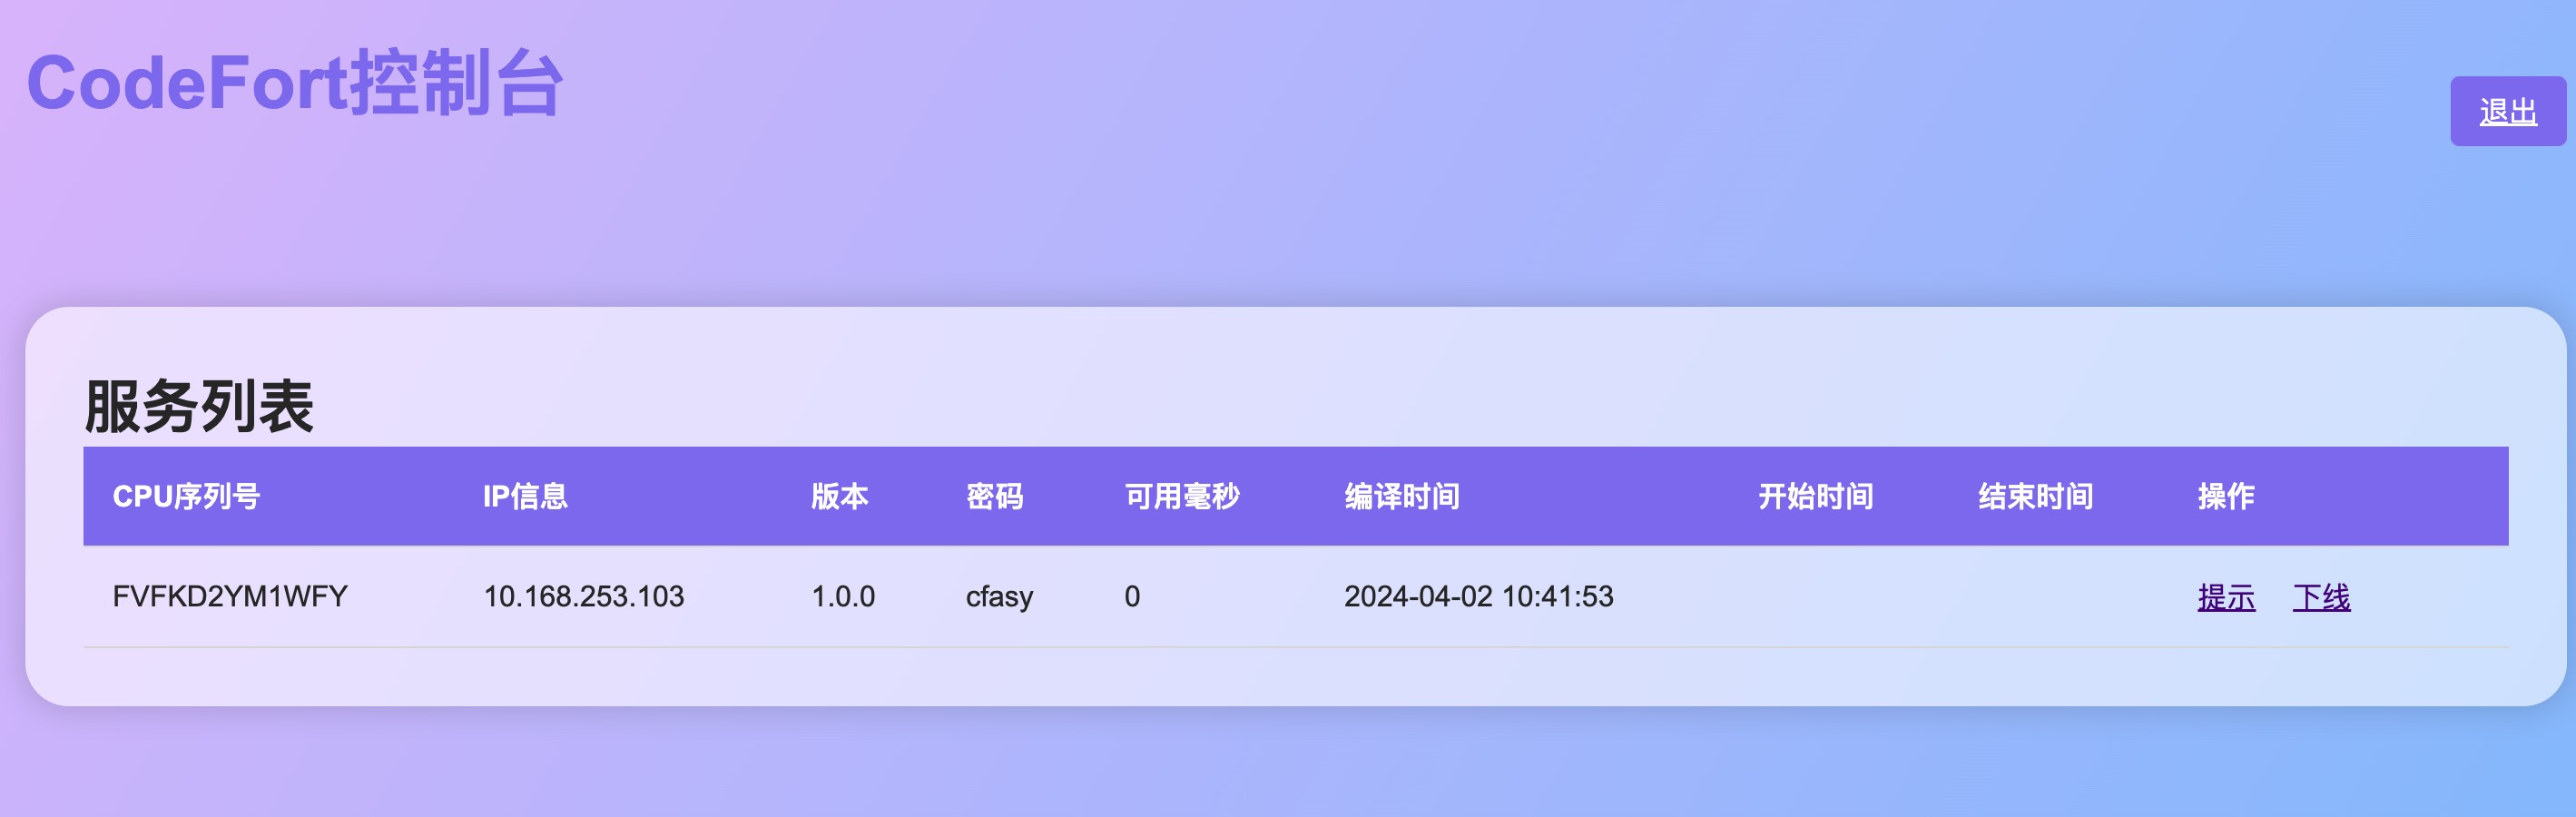 CodeFort控制台
退出
服务列表
CPU序列号 IP信息 版本 密码 可用毫秒 编译时间 开始时间 结束时间 操作
FVFKD2YM1WFY 10.168.253.103 1.0.0 cfasy 0 2024-04-02 10:41:53 提示 下线